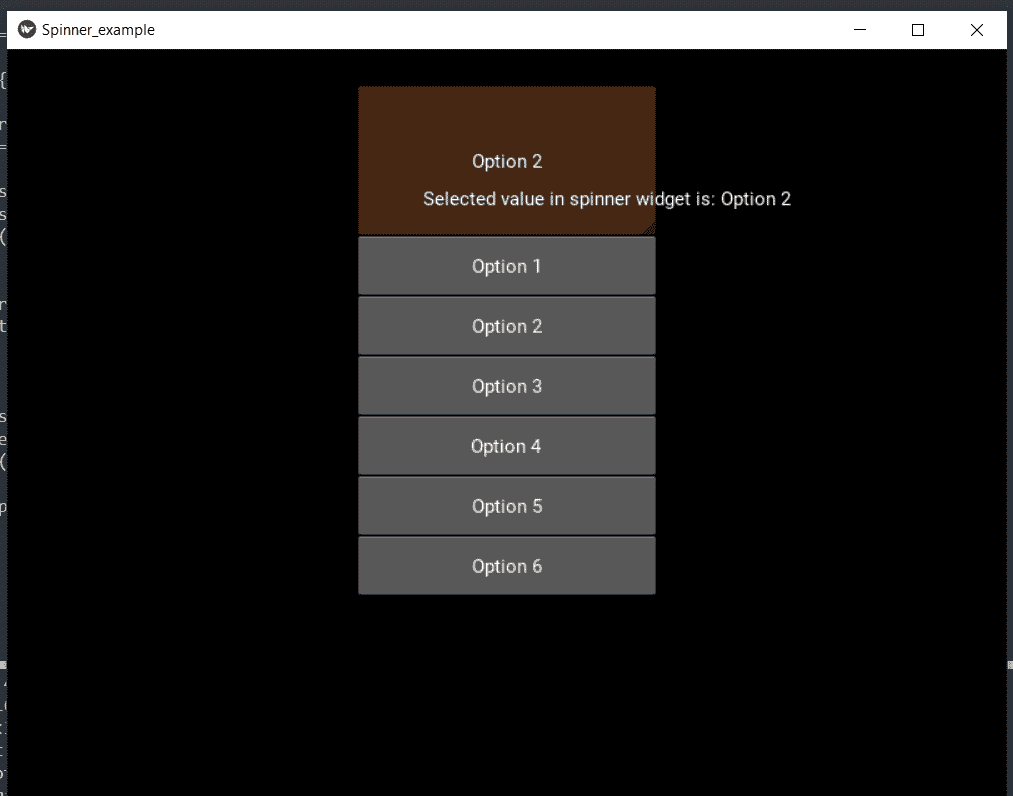 Spinner_example
Option 2
Selected value in spinner widget is: Option 2
Option 1
Option 2
Option 3
Option 4
Option 5
Option 6